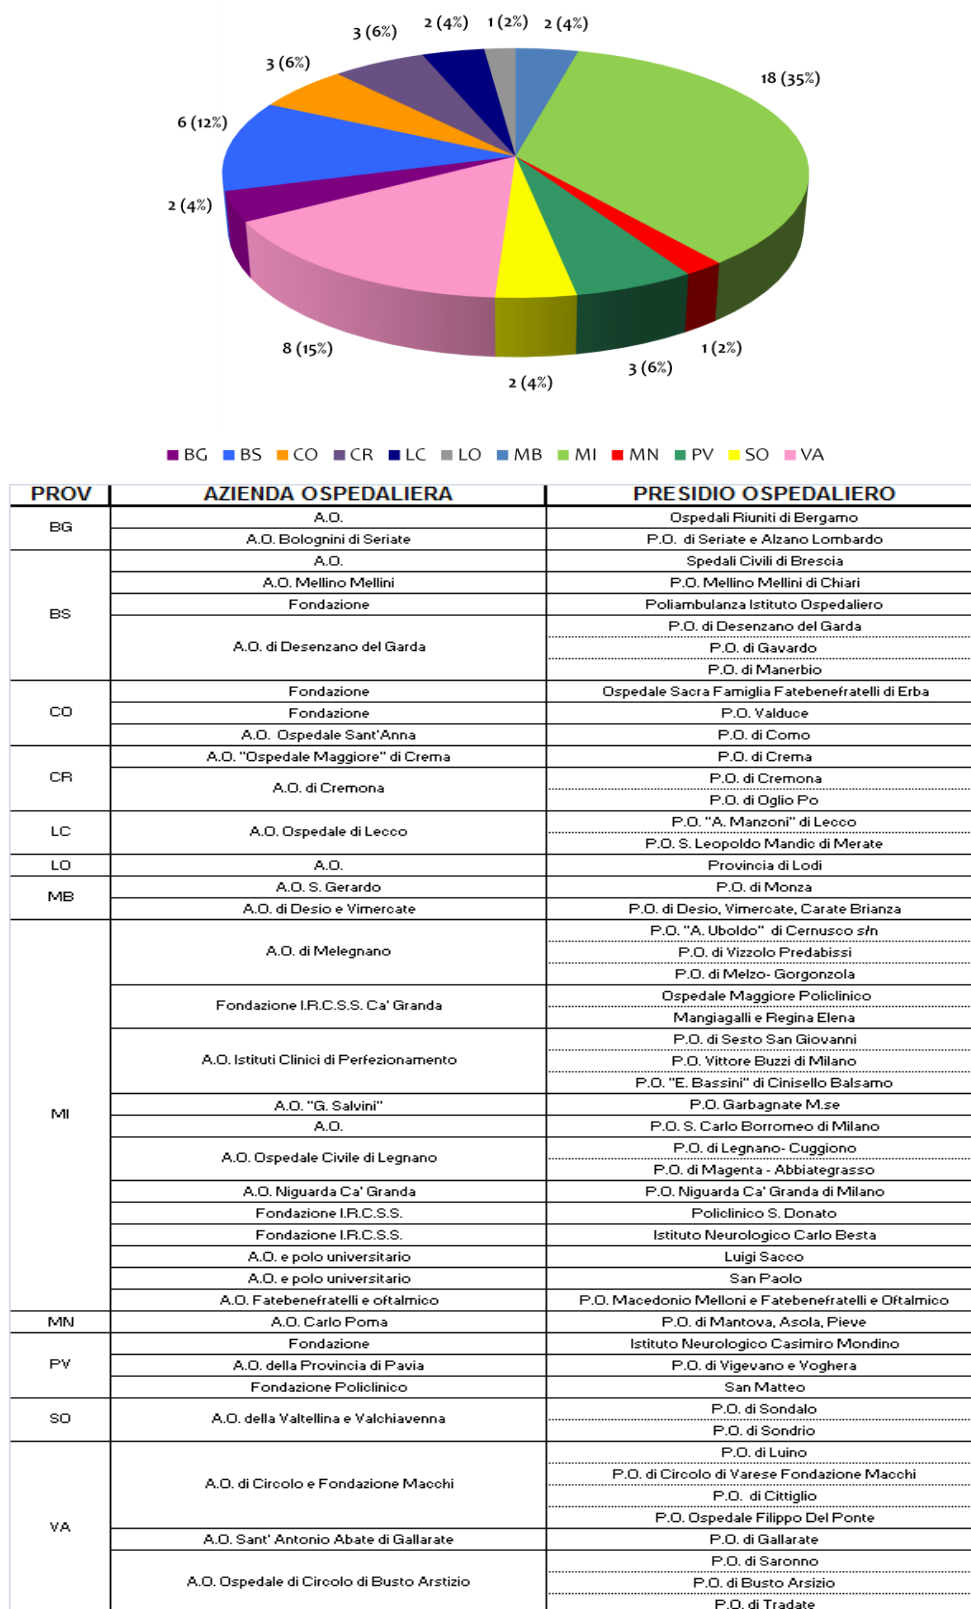 2 (4%) 1 (2%) 2 (4%)
3 (6%)
3 (6%)
18 (35%)
6 (12%)
2 (4%)
8 (15%)
1 (2%)
3 (6%)
2 (4%)
BG BS CO CR LC LO MB MI MN PV SO VA
PROV AZIENDA OSPEDALIERA PRESIDIO OSPEDALIERO
BG A.O. Ospedali Riuniti di Bergamo
A.O. Bolognini di Seriate P.O. di Seriate e Alzano Lombardo
BS A.O. Spedali Civili di Brescia
A.O. Mellino Mellini P.O. Mellino Mellini di Chiari
Fondazione Poliambulanza Istituto Ospedaliero
A.O. di Desenzano del Garda P.O. di Desenzano del Garda
P.O. di Gavardo
P.O. di Manerbio
CO Fondazione Ospedale Sacra Famiglia Fatebenefratelli di Erba
Fondazione P.O. Valduce
A.O. Ospedale Sant'Anna P.O. di Como
CR A.O. "Ospedale Maggiore" di Crema P.O. di Crema
A.O. di Cremona P.O. di Cremona
P.O. di Oglio Po
LC A.O. Ospedale di Lecco P.O. "A. Manzoni" di Lecco
P.O. S. Leopoldo Mandic di Merate
LO A.O. Provincia di Lodi
MB A.O. S. Gerardo P.O. di Monza
A.O. di Desio e Vimercate P.O. di Desio, Vimercate, Carate Brianza
MI A.O. di Melegnano P.O. "A. Uboldo" di Cernusco s/n
P.O. di Vizzolo Predabissi
P.O. di Melzo- Gorgonzola
Fondazione I.R.C.S.S. Ca' Granda Ospedale Maggiore Policlinico
Mangiagalli e Regina Elena
A.O. Istituti Clinici di Perfezionamento P.O. di Sesto San Giovanni
P.O. Vittore Buzzi di Milano
P.O. "E. Bassini" di Cinisello Balsamo
A.O. "G. Salvini" P.O. Garbagnate M.se
A.O. P.O. S. Carlo Borromeo di Milano
A.O. Ospedale Civile di Legnano P.O. di Legnano- Cuggiono
P.O. di Magenta - Abbiategrasso
A.O. Niguarda Ca' Granda P.O. Niguarda Ca' Granda di Milano
Fondazione I.R.C.S.S. Policlinico S. Donato
Fondazione I.R.C.S.S. Istituto Neurologico Carlo Besta
A.O. e polo universitario Luigi Sacco
A.O. e polo universitario San Paolo
A.O. Fatebenefratelli e oftalmico P.O. Macedonio Melloni e Fatebenefratelli e Oftalmico
MN A.O. Carlo Poma P.O. di Mantova, Asola, Pieve
PV Fondazione Istituto Neurologico Casimiro Mondino
A.O. della Provincia di Pavia P.O. di Vigevano e Voghera
Fondazione Policlinico San Matteo
SO A.O. della Valtellina e Valchiavenna P.O. di Sondalo
P.O. di Sondrio
VA A.O. di Circolo e Fondazione Macchi P.O. di Luino
P.O. di Circolo di Varese Fondazione Macchi
P.O. di Cittiglio
P.O. Ospedale Filippo Del Ponte
A.O. Sant' Antonio Abate di Gallarate P.O. di Gallarate
A.O. Ospedale di Circolo di Busto Arstizio P.O. di Saronno
P.O. di Busto Arsizio
P.O. di Tradate